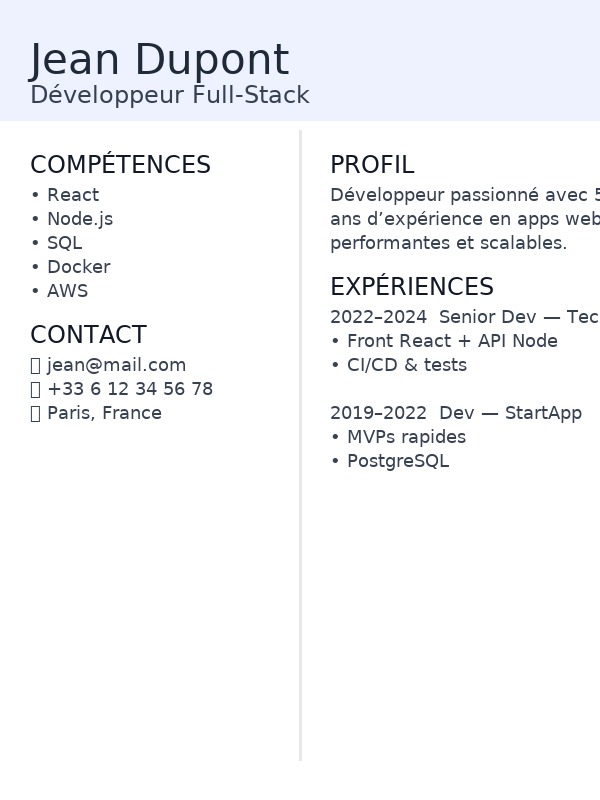 Jean Dupont
Développeur Full-Stack
COMPÉTENCES
• React
• Node.js
• SQL
• Docker
• AWS
CONTACT
jean@mail.com
+33 6 12 34 56 78
Paris, France
PROFIL
Développeur passionné avec 5
ans d’expérience en apps web
performantes et scalables.
EXPÉRIENCES
2022–2024 Senior Dev — Tec
• Front React + API Node
• CI/CD & tests
2019–2022 Dev — StartApp
• MVPs rapides
• PostgreSQL